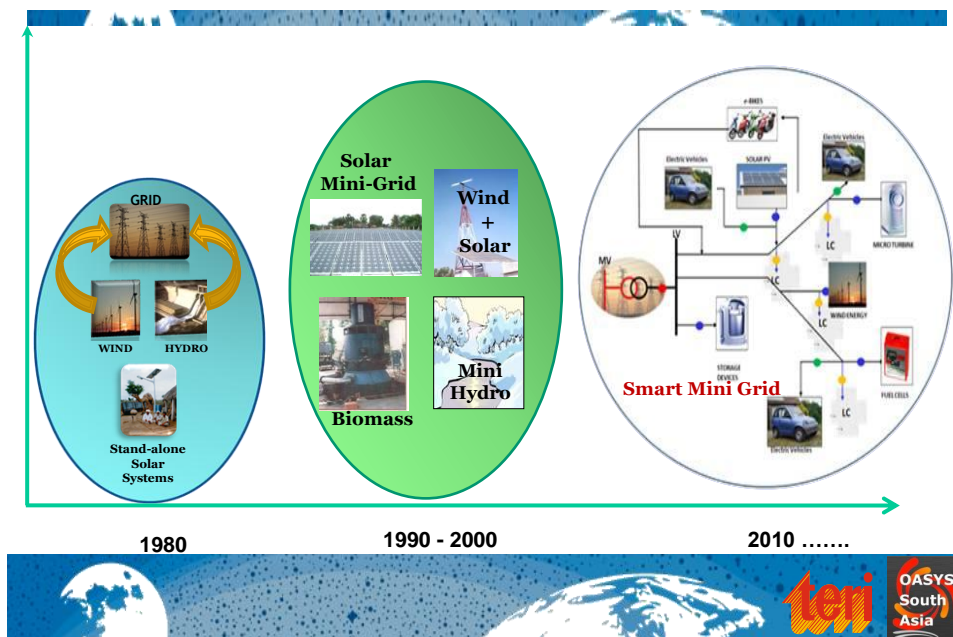 GRID
WIND
HYDRO
Stand-alone
Solar
Systems
Solar
Mini-Grid
Wind
+
Solar
Biomass
Mini
Hydro
e-BIKES
Electric Vehicles
SOLAR PV
Electric Vehicles
MICRO TURBINE
LV
MV
LC
LC
LC
WIND ENERGY
STORAGE
DEVICES
Smart Mini Grid
LC
FUEL CELLS
Electric Vehicles
1980
1990 - 2000
2010 .......
teri
OASYS
South
Asia